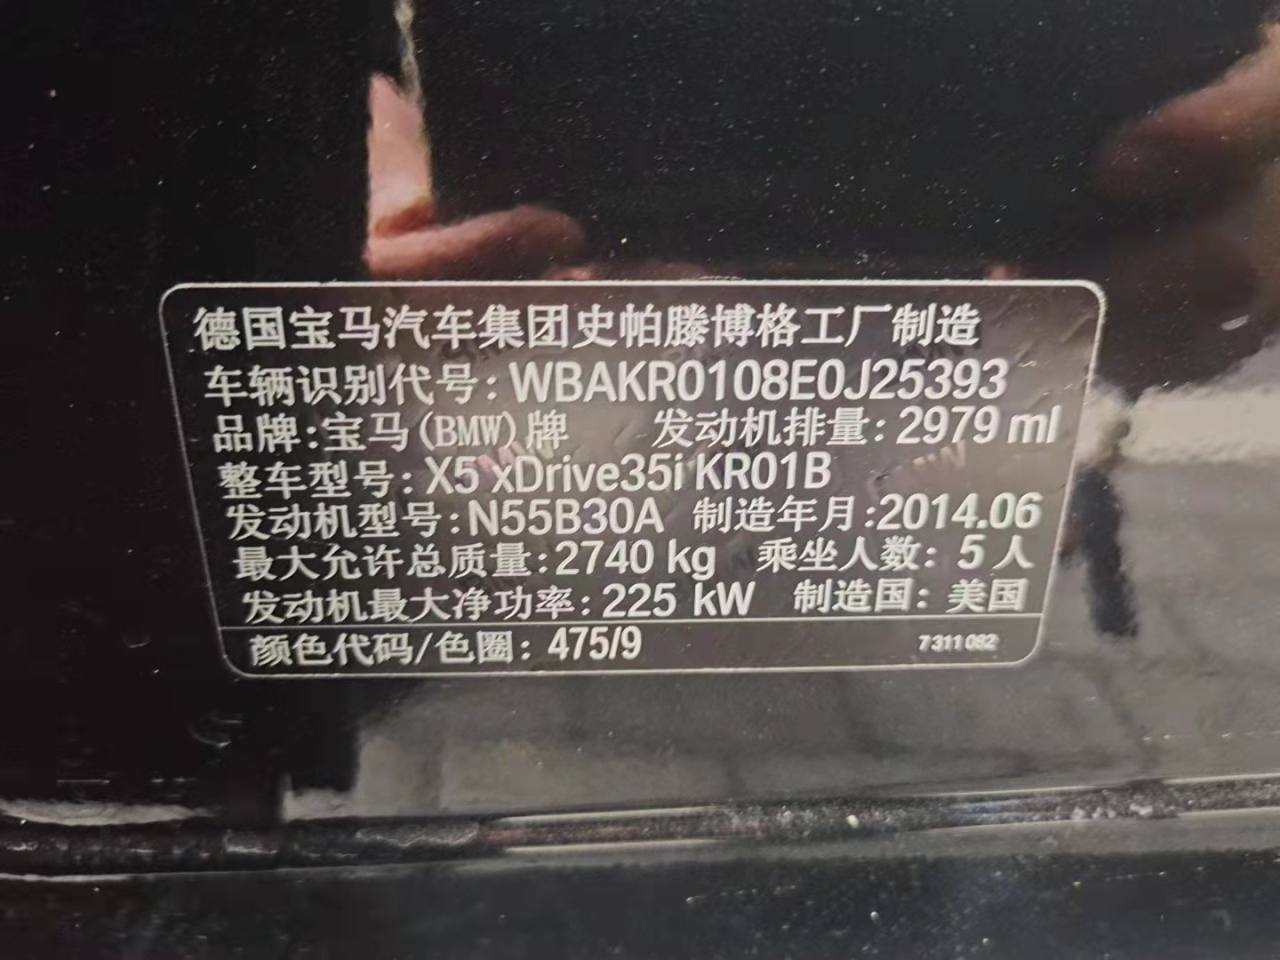 德国宝马汽车集团史帕滕博格工厂制造
车辆识别代号: WBAKR0108E0J25393
品牌:宝马(BMW)牌 发动机排量: 2979 ml
整车型号: X5 xDrive35i KR01B
发动机型号: N55B30A 制造年月:2014.06
最大允许总质量:2740 kg 乘坐人数: 5 人
发动机最大净功率: 225 kW 制造国: 美国
颜色代码/色圈: 475/9 7311082